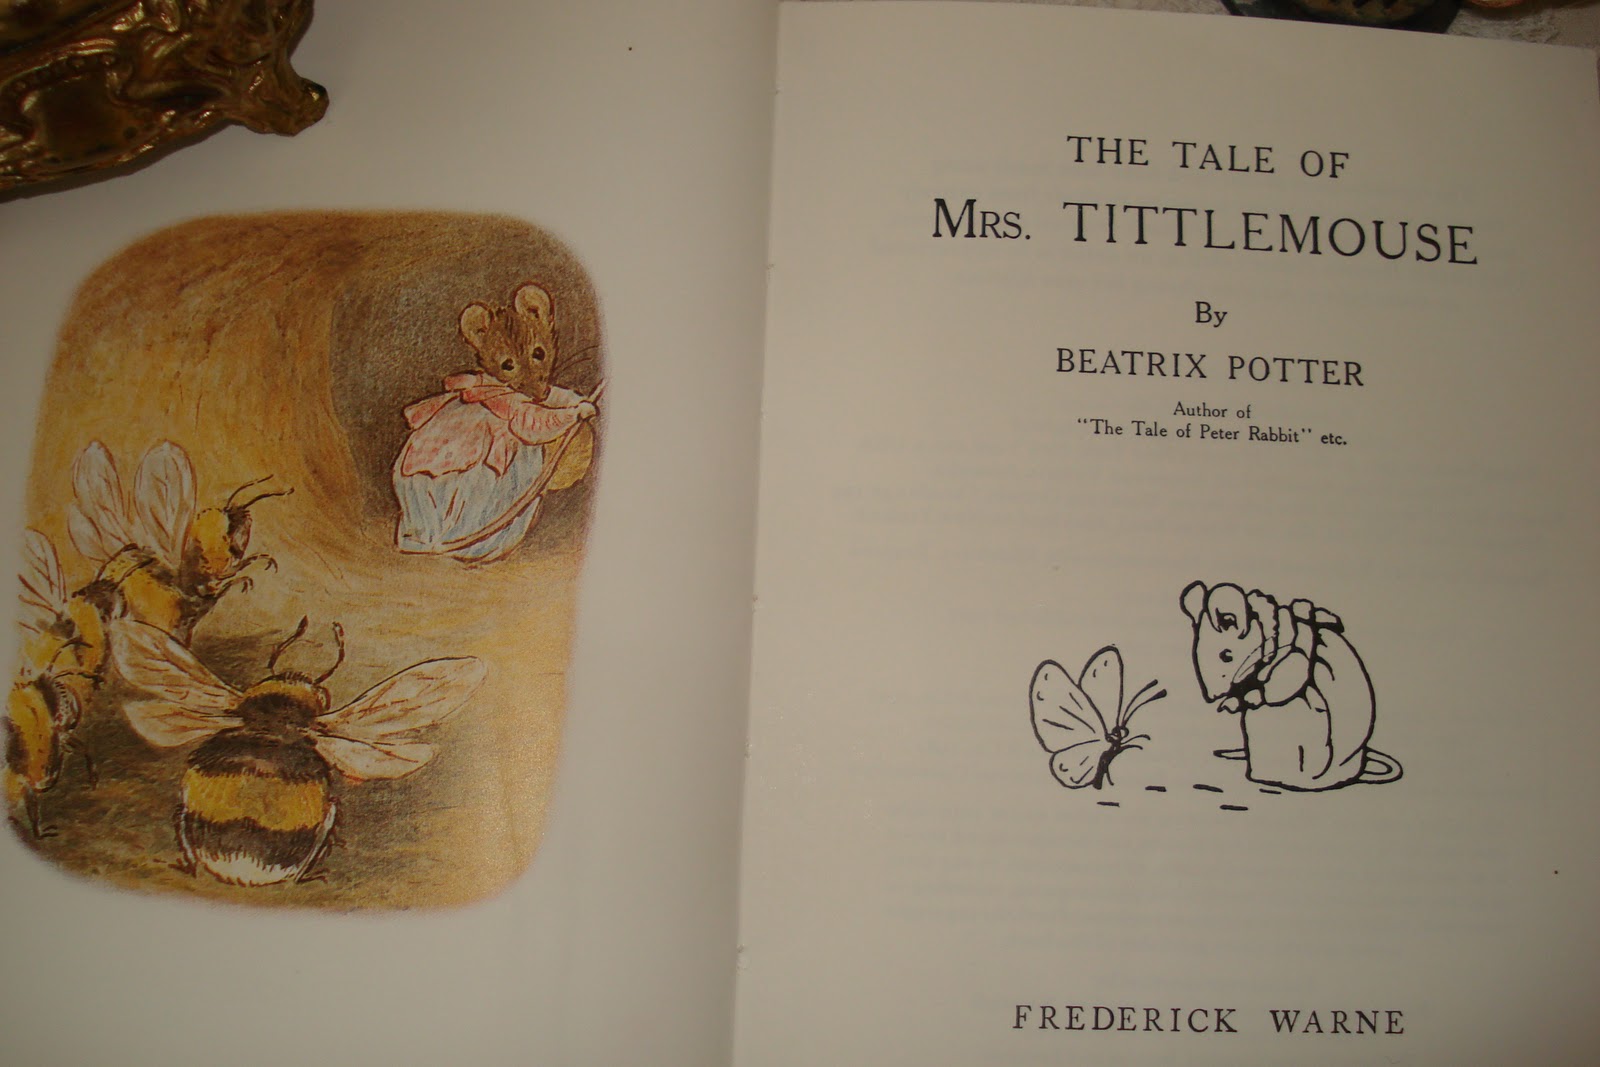 THE TALE OF
MRS. TITTLEMOUSE
By
BEATRIX POTTER
Author of
"The Tale of Peter Rabbit" etc.
FREDERICK WARNE